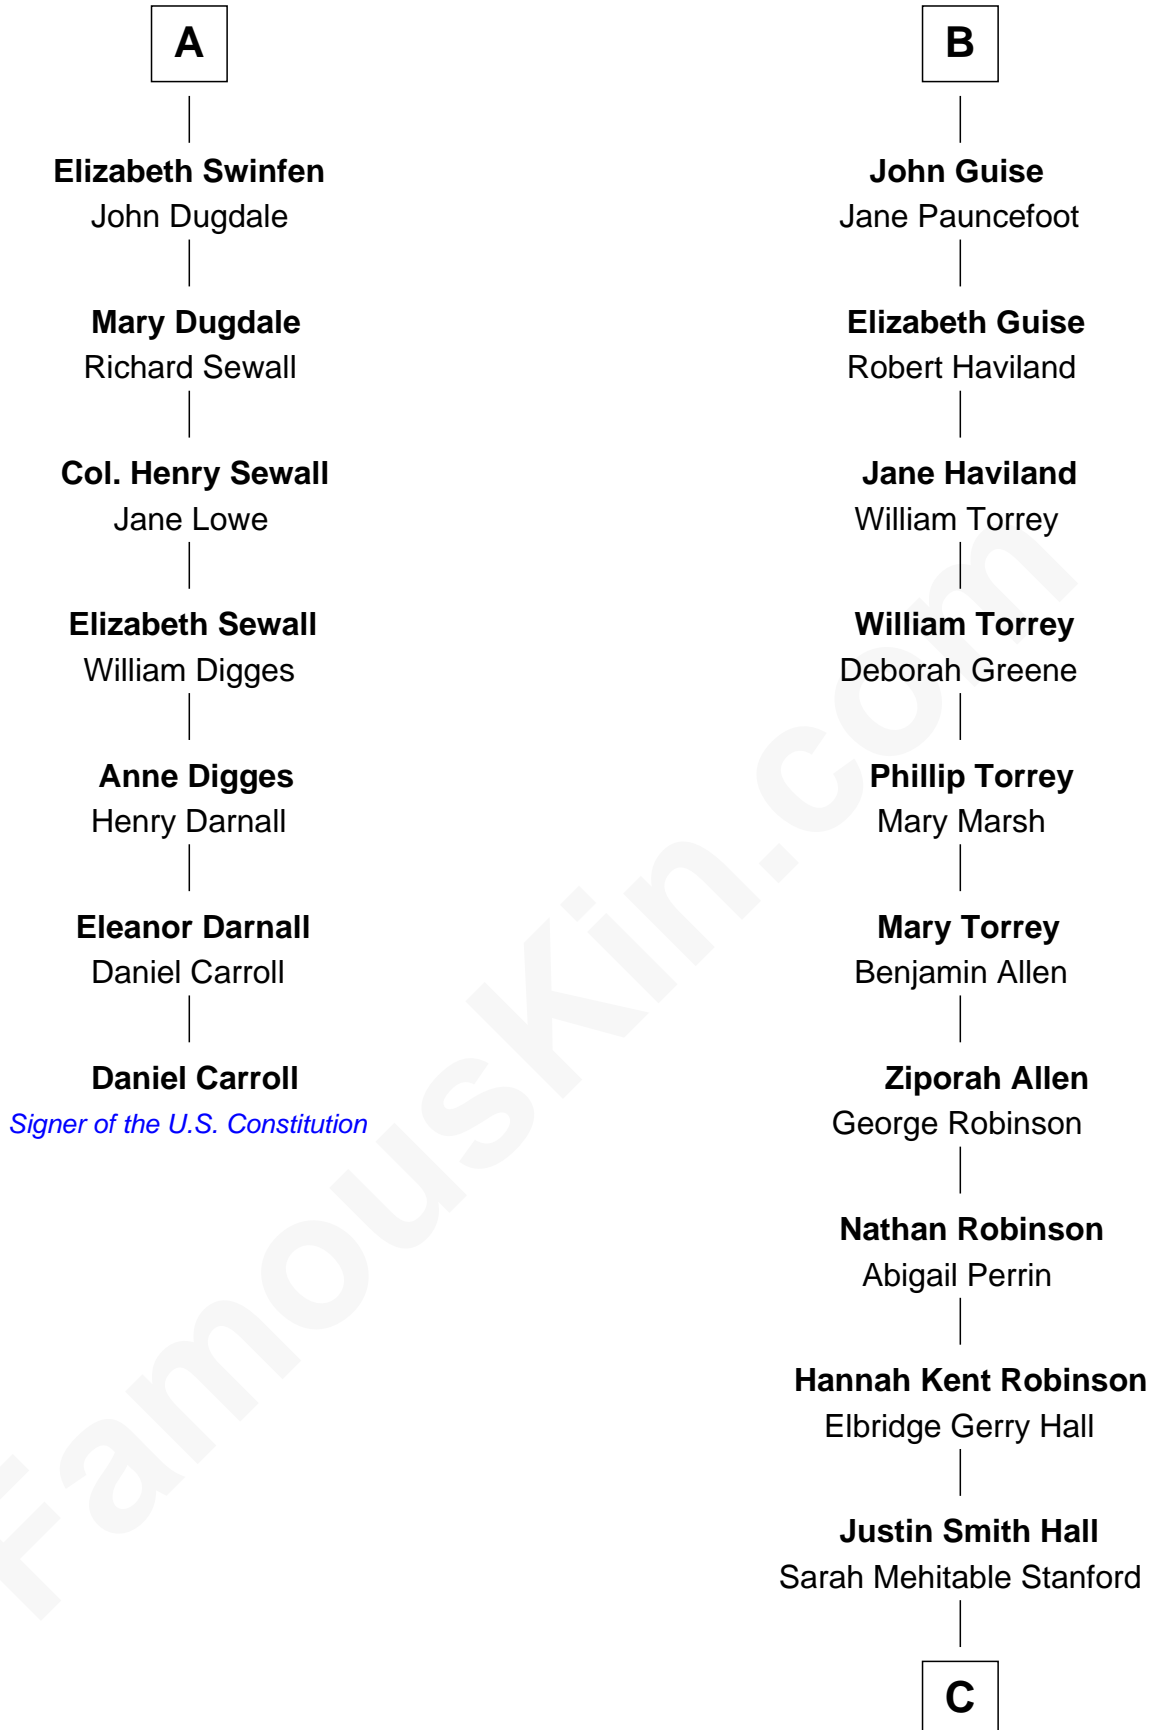 A
Elizabeth Swinfen
John Dugdale
Mary Dugdale
Richard Sewall
Col. Henry Sewall
Jane Lowe
Elizabeth Sewall
William Digges
Anne Digges
Henry Darnall
Eleanor Darnall
Daniel Carroll
Daniel Carroll
Signer of the U.S. Constitution
B
John Guise
Jane Pauncefoot
Elizabeth Guise
Robert Haviland
Jane Haviland
William Torrey
William Torrey
Deborah Greene
Phillip Torrey
Mary Marsh
Mary Torrey
Benjamin Allen
Ziporah Allen
George Robinson
Nathan Robinson
Abigail Perrin
Hannah Kent Robinson
Elbridge Gerry Hall
Justin Smith Hall
Sarah Mehitable Stanford
C
FamousKin.com